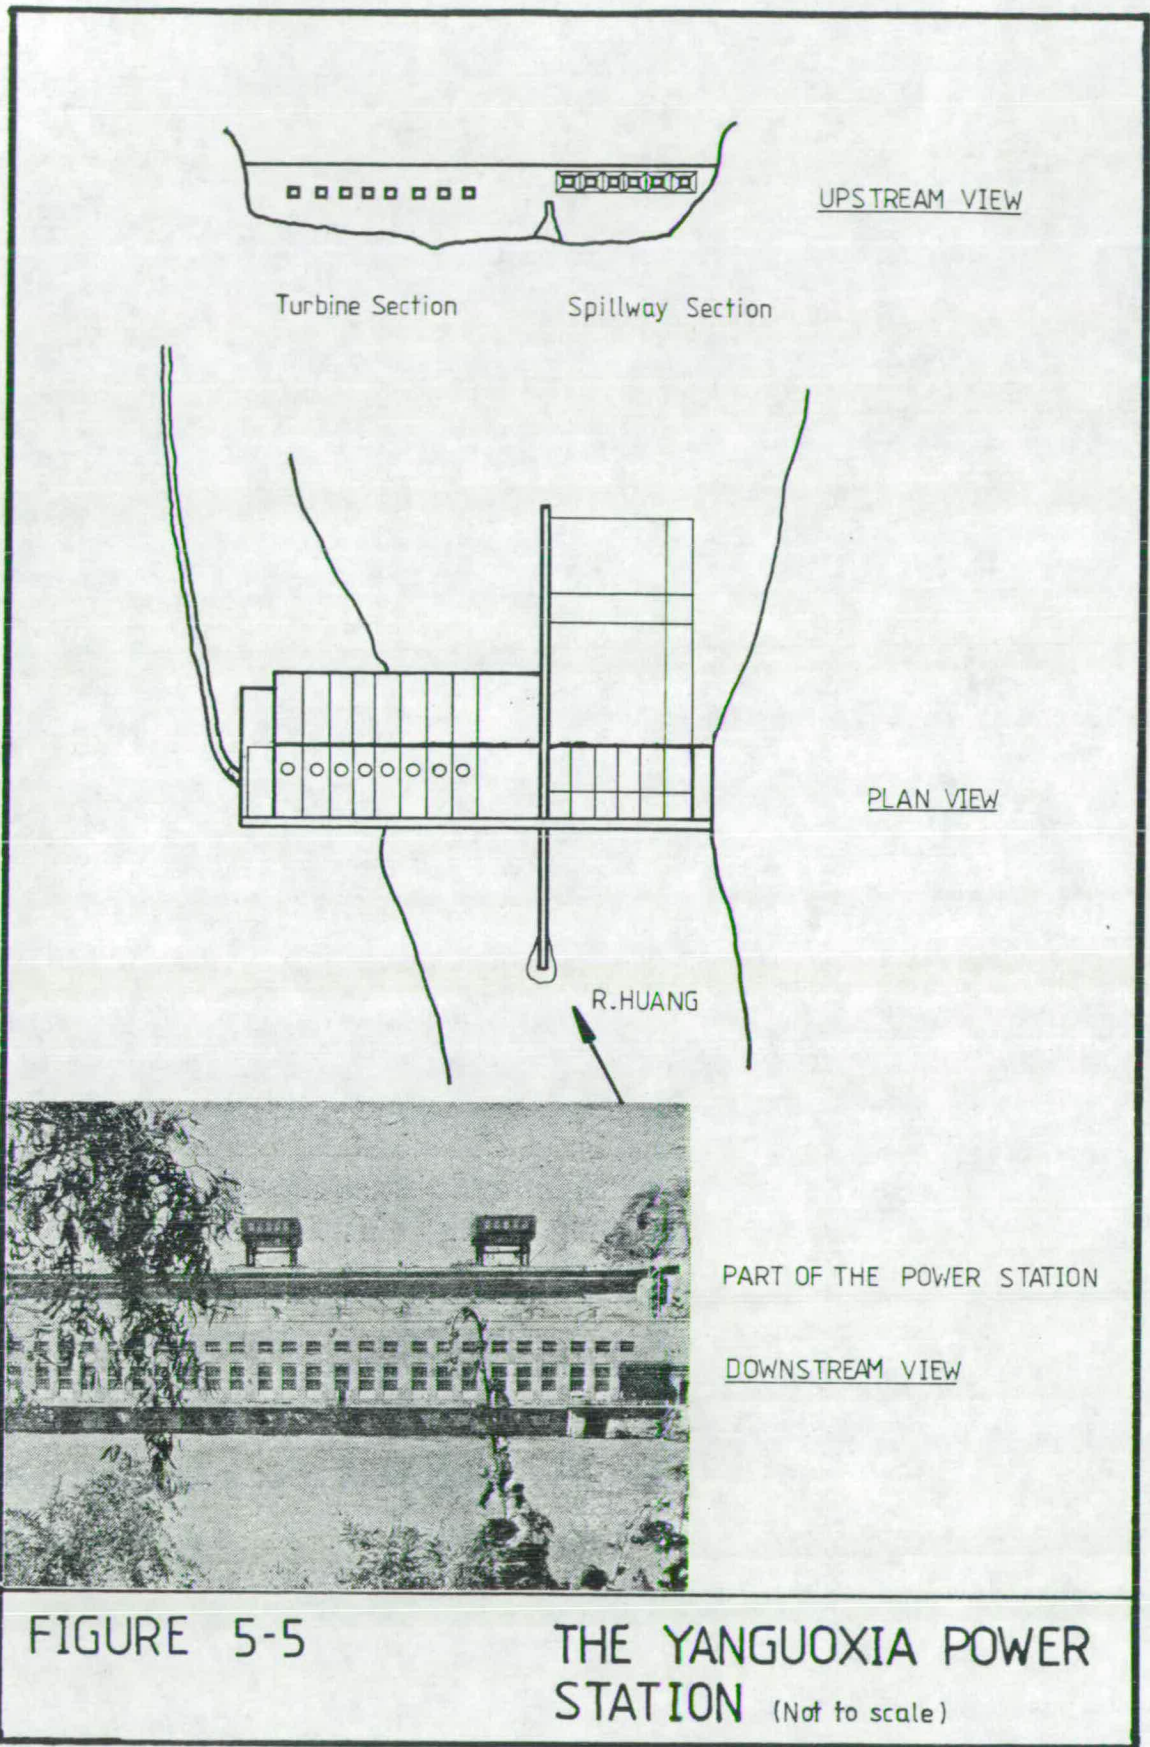 UPSTREAM VIEW
Turbine Section
Spillway Section
PLAN VIEW
R.HUANG
PART OF THE POWER STATION
DOWNSTREAM VIEW
FIGURE 5-5
THE YANGUOXIA POWER
STATION (Not to scale)